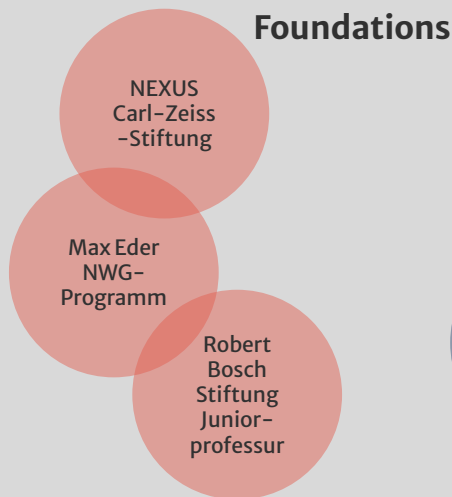 Foundations
NEXUS
Carl-Zeiss
-Stiftung
Max Eder
NWG-
Programm
Robert
Bosch
Stiftung
Junior-
professur